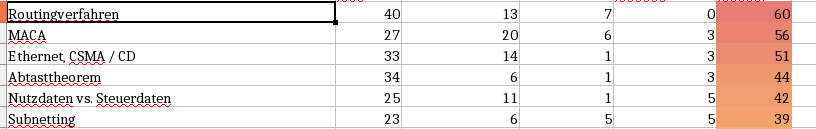 Routingverfahren 40 13 7 0 60
MACA 27 20 6 3 56
Ethernet, CSMA / CD 33 14 1 3 51
Abtasttheorem 34 6 1 3 44
Nutzdaten vs. Steuerdaten 25 11 1 5 42
Subnetting 23 6 5 5 39